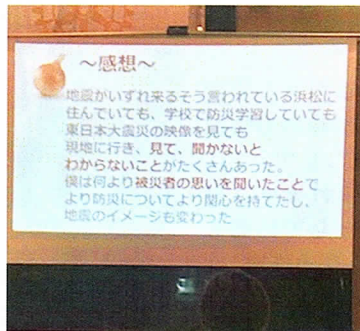 ～感想～
地震がいずれ来るそう言われている浜松に
住んでいても、学校で防災学習していても
東日本大震災の映像を見ても
現地に行き、見て、聞かないと
わからないことがたくさんあった。
僕は何より被災者の思いを聞いたことで
より防災についてより関心を持てたし、
地震のイメージも変わった